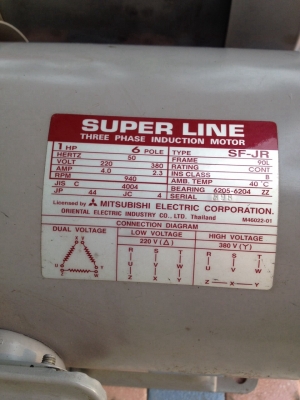 SUPER LINE
THREE PHASE INDUCTION MOTOR
1 HP 6 POLE TYPE SF-JR
HERTZ 50 FRAME 90L
VOLT 220 380 RATING CONT
AMP 4.0 2.3 INS CLASS B
RPM 940 AMB. TEMP 40°C
JIS C 4004 BEARING 6205-6204 ZZ
JP 44 JC 4 SERIAL
Licensed by MITSUBISHI ELECTRIC CORPORATION.
ORIENTAL ELECTRIC INDUSTRY CO., LTD. Thailand M46022-01
CONNECTION DIAGRAM
DUAL VOLTAGE LOW VOLTAGE HIGH VOLTAGE
220 V (△) 380 V (Y)
R S T R S T
U V W U V W
Z X Y Z X Y